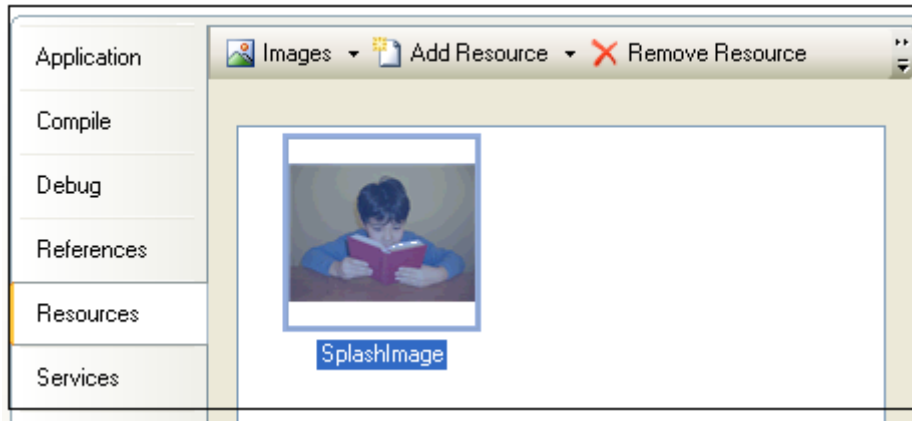 Application
Images Add Resource Remove Resource
Compile
Debug
References
Resources
Services
SplashImage